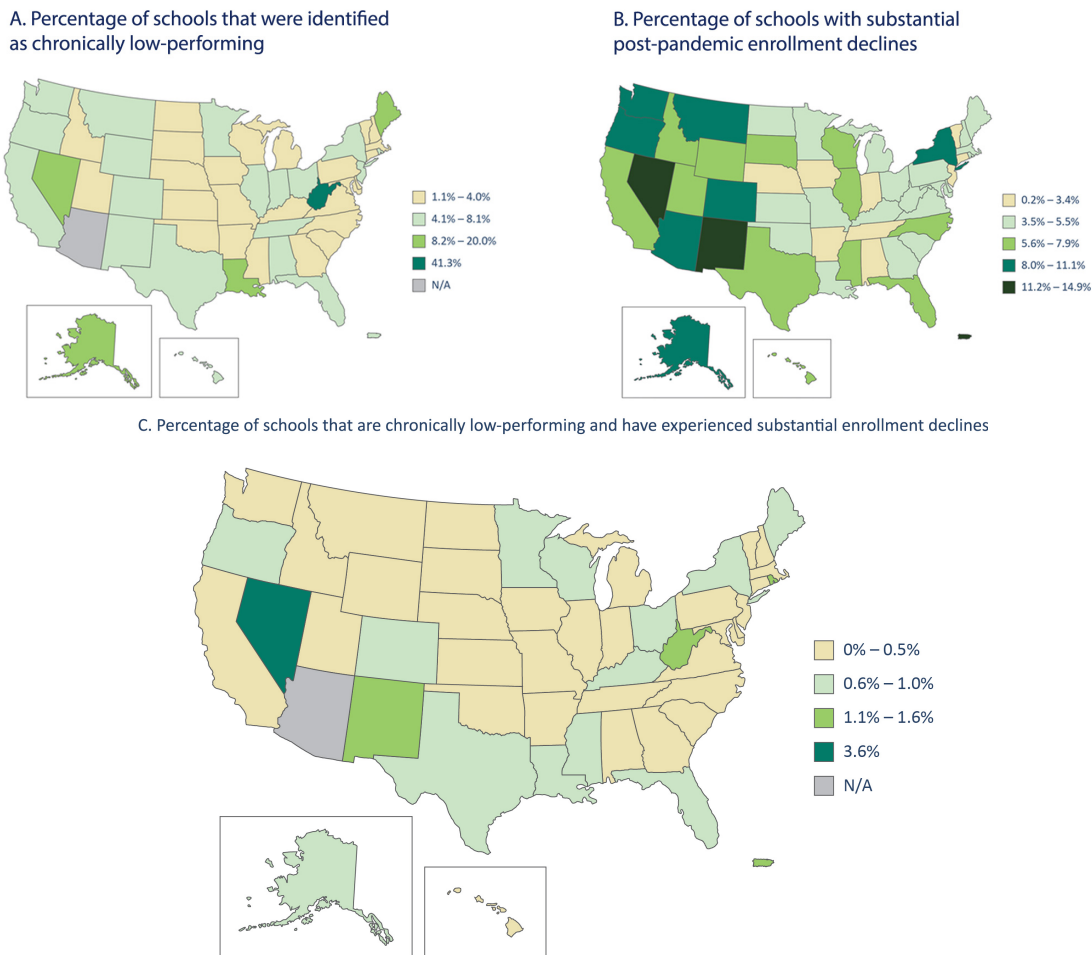 A. Percentage of schools that were identified
as chronically low-performing
1.1% – 4.0%
4.1% – 8.1%
8.2% – 20.0%
41.3%
N/A
B. Percentage of schools with substantial
post-pandemic enrollment declines
0.2% – 3.4%
3.5% – 5.5%
5.6% – 7.9%
8.0% – 11.1%
11.2% – 14.9%
C. Percentage of schools that are chronically low-performing and have experienced substantial enrollment declines
0% – 0.5%
0.6% – 1.0%
1.1% – 1.6%
3.6%
N/A